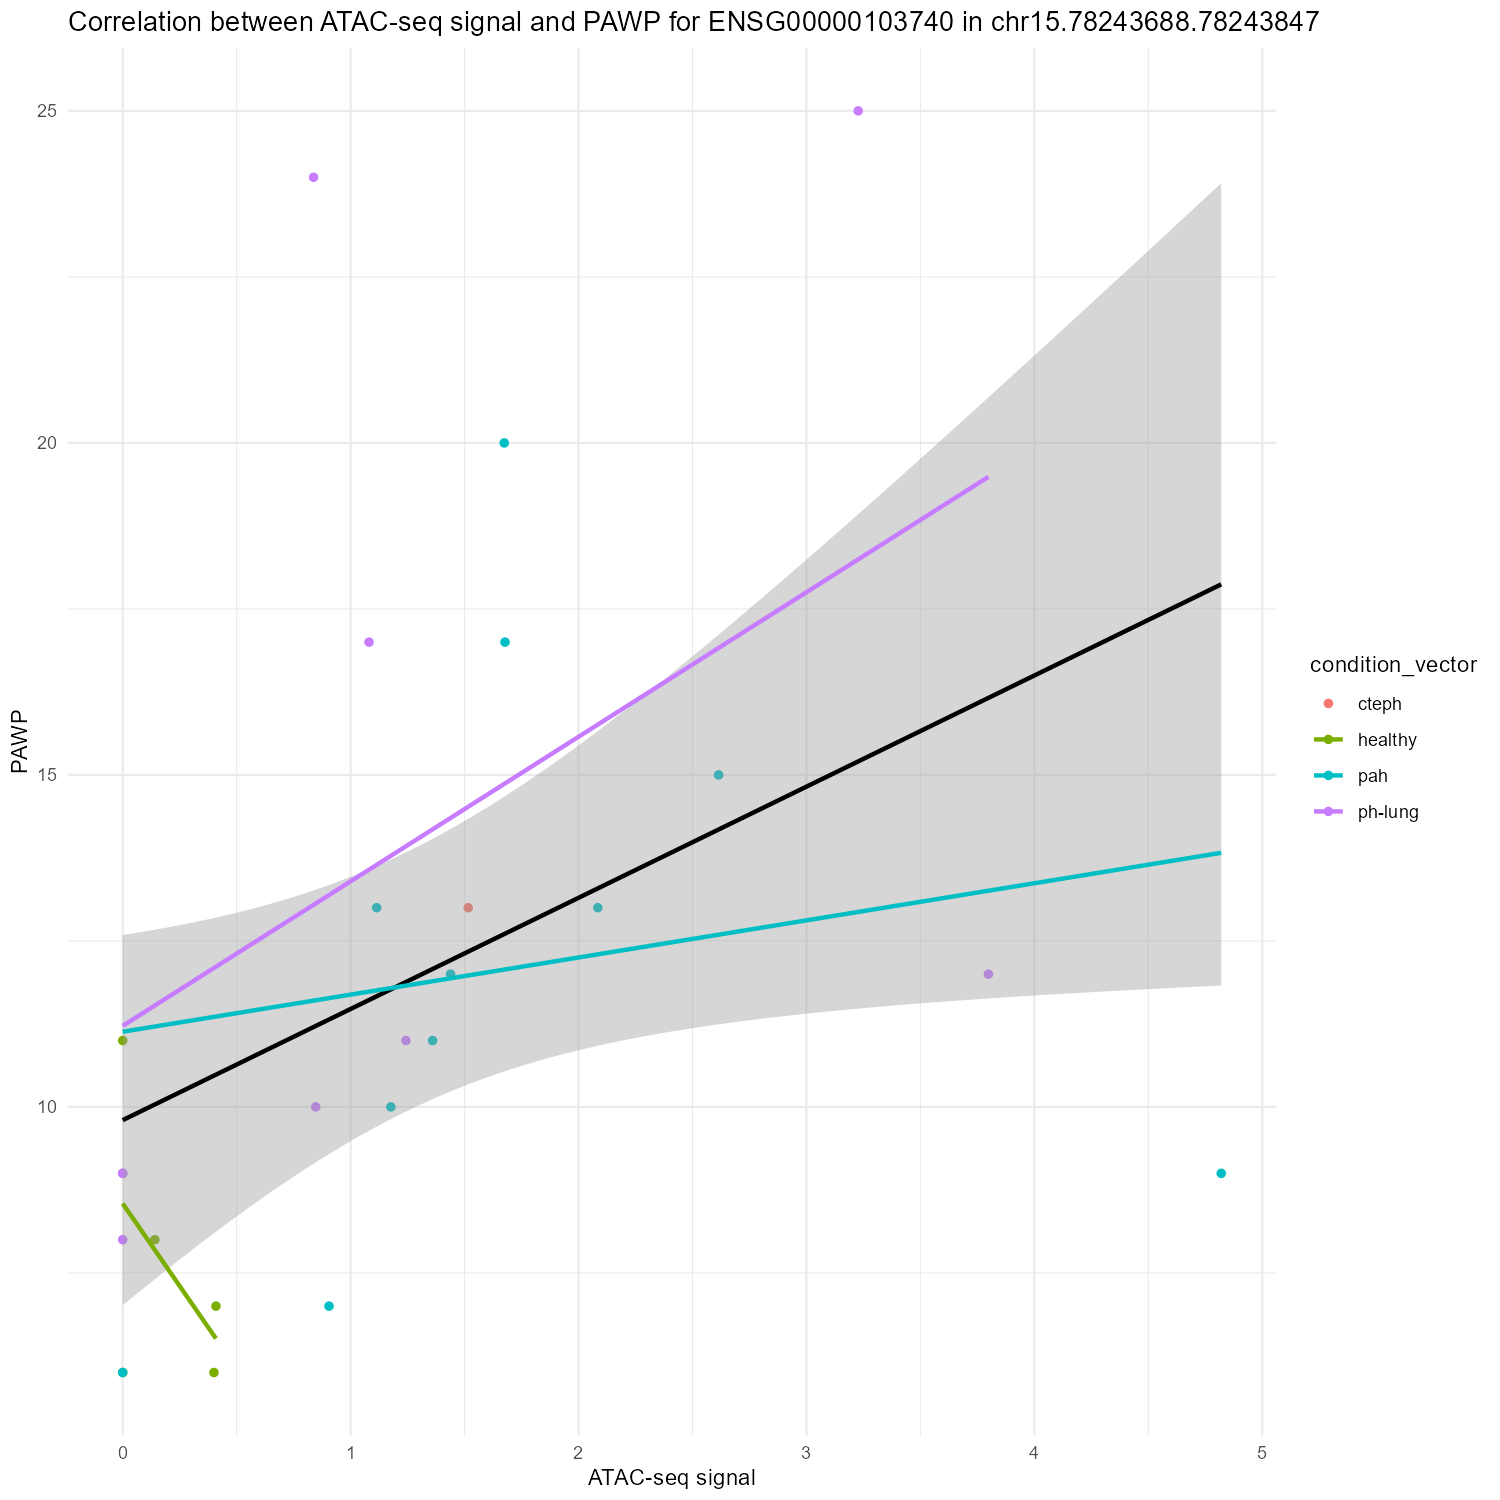 Correlation between ATAC-seq signal and PAWP for ENSG00000103740 in chr15.78243688.78243847
25
20
15
10
PAWP
0 1 2 3 4 5
ATAC-seq signal
condition_vector
cteph
healthy
pah
ph-lung